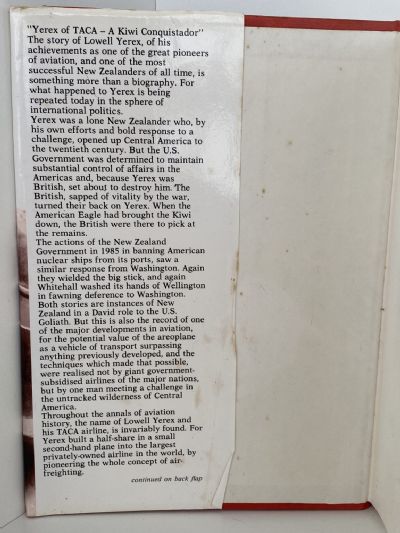 "Yerex of TACA – A Kiwi Conquistador"
The story of Lowell Yerex, of his
achievements as one of the great pioneers
of aviation, and one of the most
successful New Zealanders of all time, is
something more than a biography. For
what happened to Yerex is being
repeated today in the sphere of
international politics.
Yerex was a lone New Zealander who, by
his own efforts and bold response to a
challenge, opened up Central America to
the twentieth century. But the U.S.
Government was determined to maintain
substantial control of affairs in the
Americas and, because Yerex was
British, set about to destroy him. The
British, sapped of vitality by the war,
turned their back on Yerex. When the
American Eagle had brought the Kiwi
down, the British were there to pick at
the remains.
The actions of the New Zealand
Government in 1985 in banning American
nuclear ships from its ports, saw a
similar response from Washington. Again
they wielded the big stick, and again
Whitehall washed its hands of Wellington
in fawning deference to Washington.
Both stories are instances of New
Zealand in a David role to the U.S.
Goliath. But this is also the record of one
of the major developments in aviation,
for the potential value of the areoplane
as a vehicle of transport surpassing
anything previously developed, and the
techniques which made that possible,
were realised not by giant government-
subsidised airlines of the major nations,
but by one man meeting a challenge in
the untracked wilderness of Central
America.
Throughout the annals of aviation
history, the name of Lowell Yerex and
his TACA airline, is invariably found. For
Yerex built a half-share in a small
second-hand plane into the largest
privately-owned airline in the world, by
pioneering the whole concept of air-
freighting.
continued on back flap